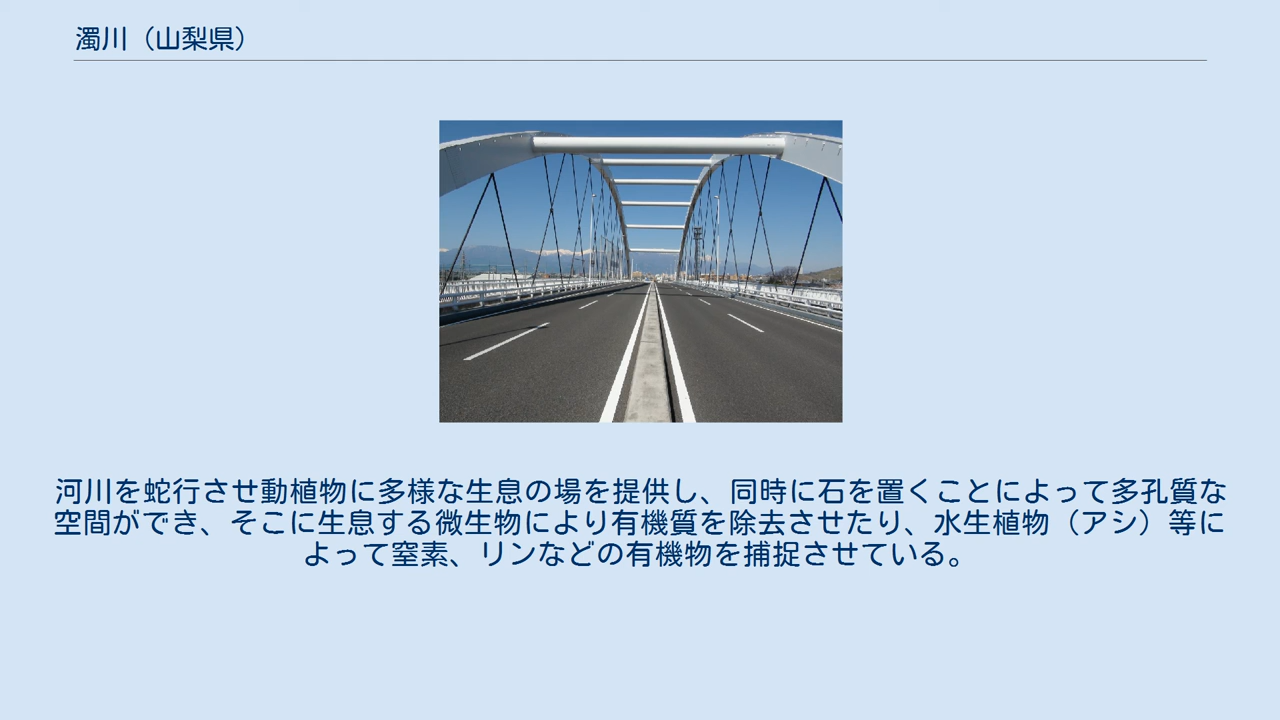 濁川（山梨県）
河川を蛇行させ動植物に多様な生息の場を提供し、同時に石を置くことによって多孔質な
空間ができ、そこに生息する微生物により有機質を除去させたり、水生植物（アシ）等に
よって窒素、リンなどの有機物を捕捉させている。